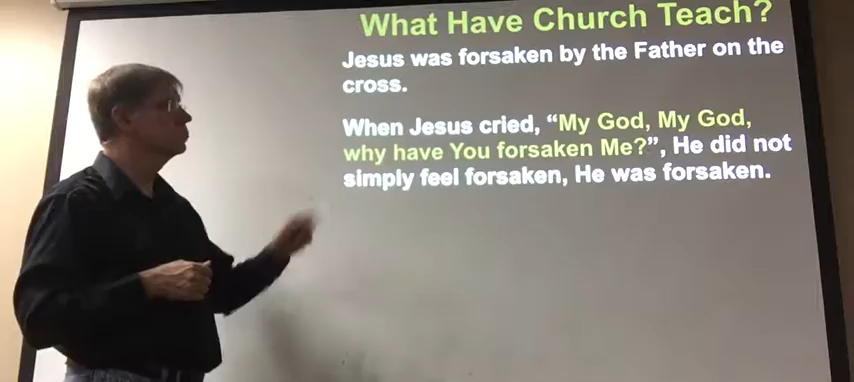 What Have Church Teach?
Jesus was forsaken by the Father on the
cross.
When Jesus cried, “My God, My God,
why have You forsaken Me?”, He did not
simply feel forsaken, He was forsaken.